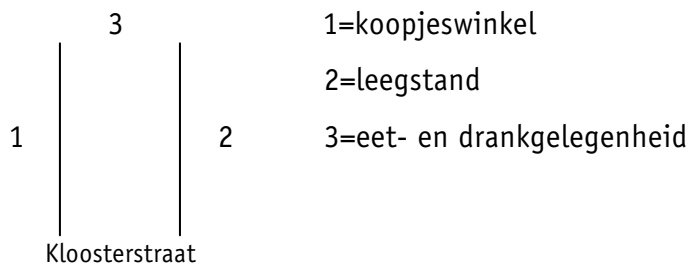 3
1=koopjeswinkel
2=leegstand
1
2
3=eet- en drankgelegenheid
Kloosterstraat